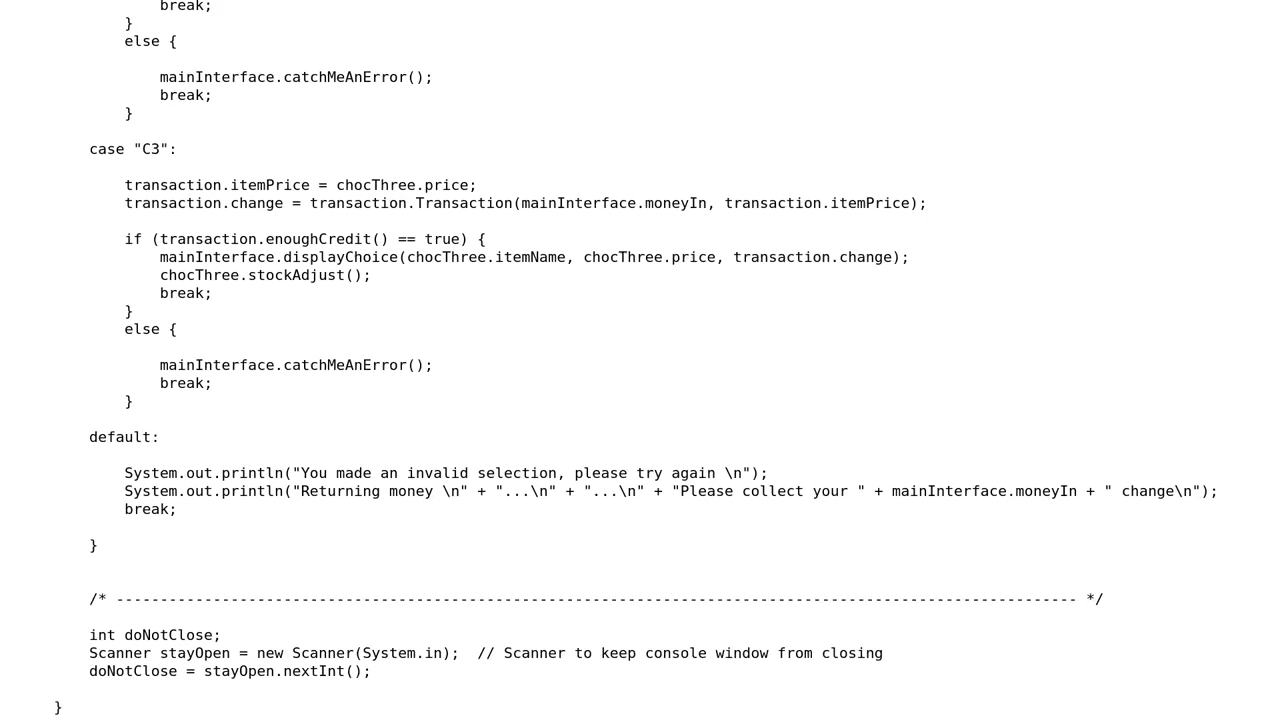 break;
}
else {
mainInterface.catchMeAnError();
break;
}
case "C3":
transaction.itemPrice = chocThree.price;
transaction.change = transaction.Transaction(mainInterface.moneyIn, transaction.itemPrice);
if (transaction.enoughCredit() == true) {
mainInterface.displayChoice(chocThree.itemName, chocThree.price, transaction.change);
chocThree.stockAdjust();
break;
}
else {
mainInterface.catchMeAnError();
break;
}
default:
System.out.println("You made an invalid selection, please try again \n");
System.out.println("Returning money \n" + "...\n" + "...\n" + "Please collect your " + mainInterface.moneyIn + " change\n");
break;
}
/* ------------------------------------------------------------------------------------------------------------- */
int doNotClose;
Scanner stayOpen = new Scanner(System.in);  // Scanner to keep console window from closing
doNotClose = stayOpen.nextInt();
}